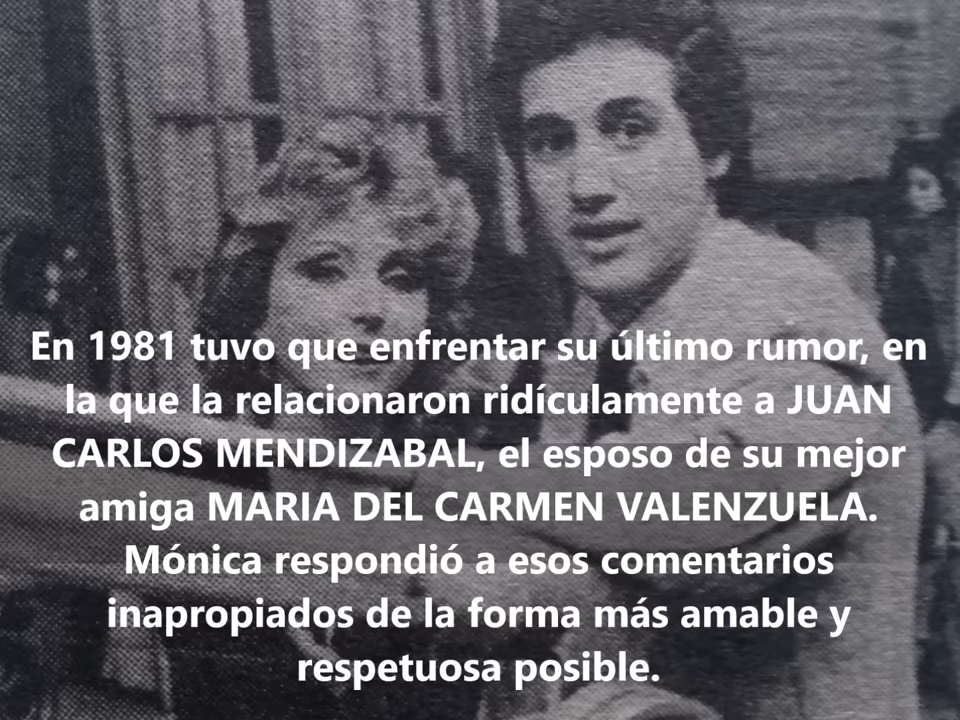 En 1981 tuvo que enfrentar su último rumor, en
la que la relacionaron ridículamente a JUAN
CARLOS MENDIZABAL, el esposo de su mejor
amiga MARIA DEL CARMEN VALENZUELA.
Mónica respondió a esos comentarios
inapropiados de la forma más amable y
respetuosa posible.